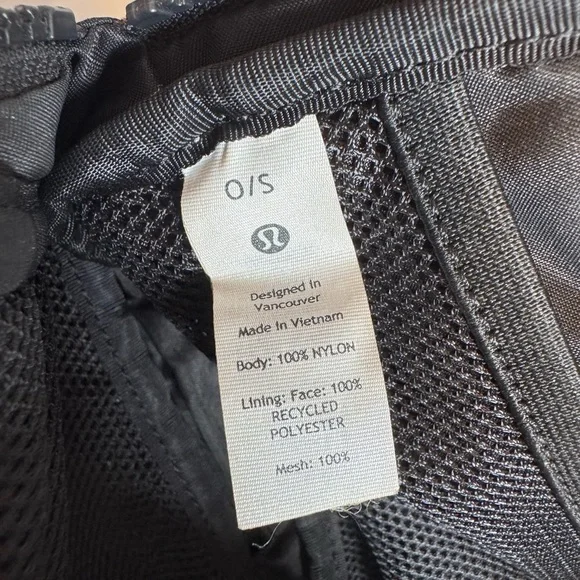 O/S
Designed in
Vancouver
Made in Vietnam
Body: 100% NYLON
Lining: Face: 100%
RECYCLED
POLYESTER
Mesh: 100%